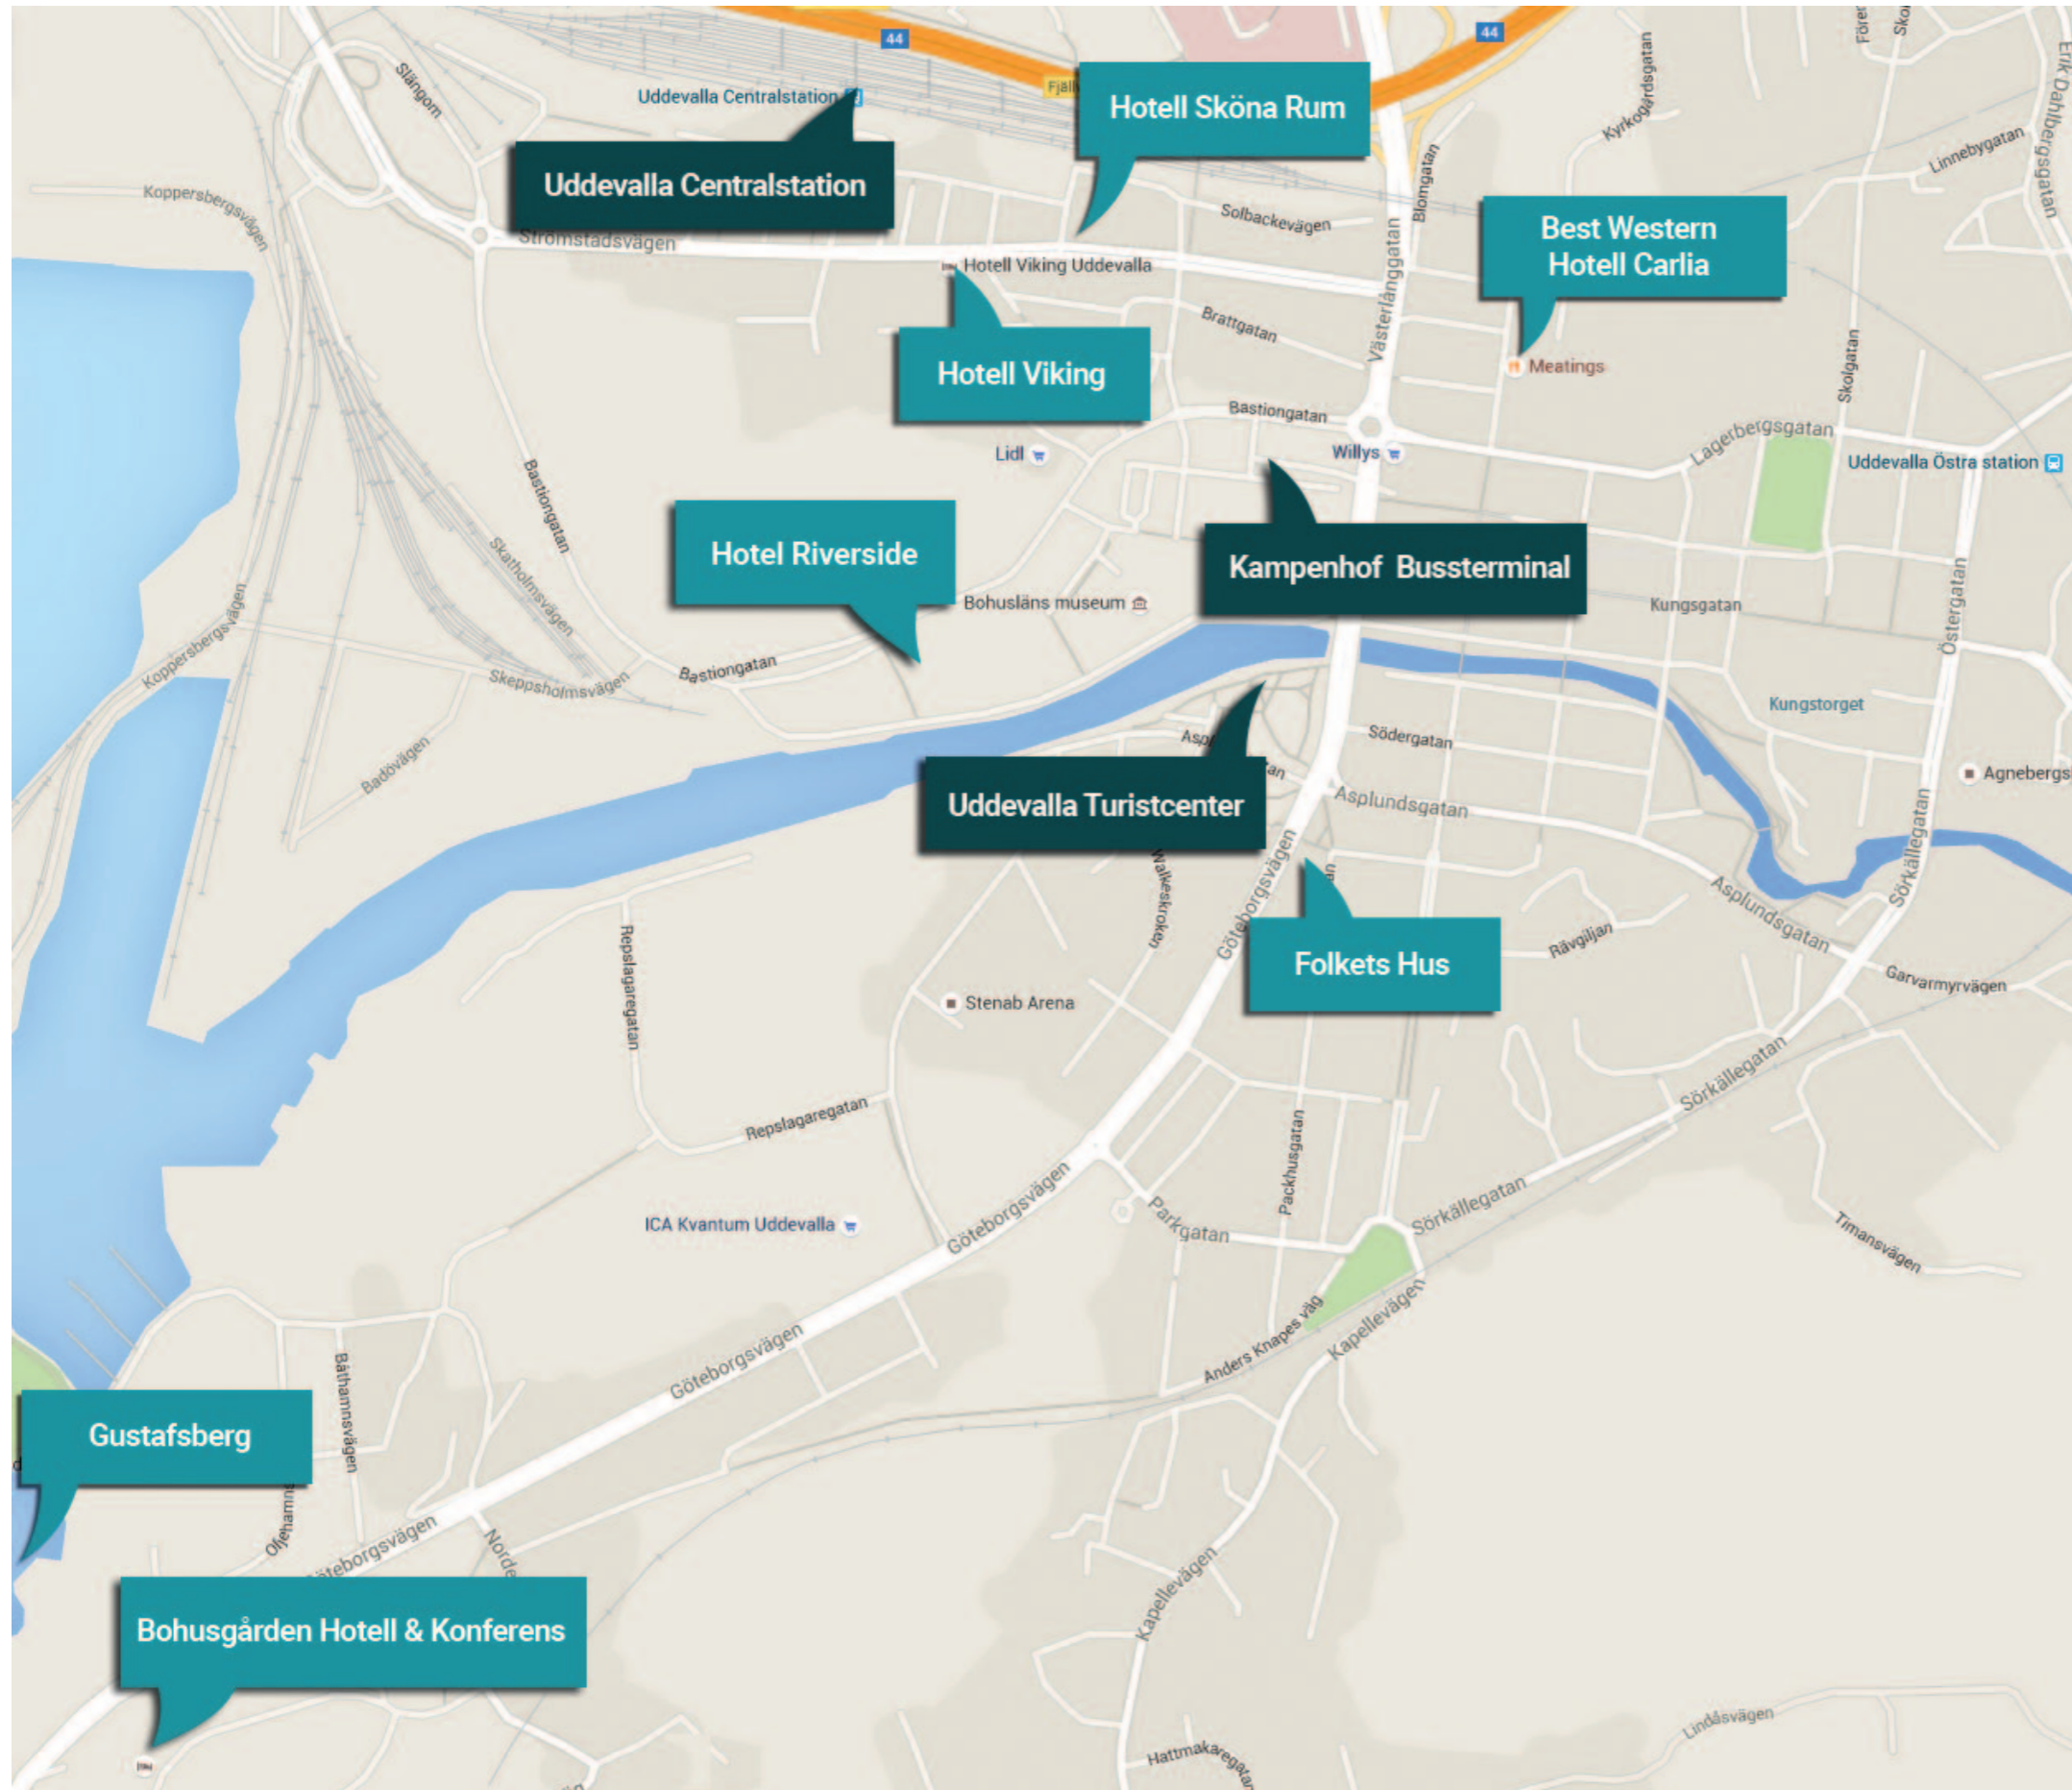 44
44
Slängom
Uddevalla Centralstation
Hotell Sköna Rum
Kyrkogårdsgatan
Erik Dahlbergsgatan
Linnebygatan
Blomgatan
Uddevalla Centralstation
Koppersbergsvägen
Solbackevägen
Strömstadsvägen
Best Western
Hotell Carlia
Hotell Viking Uddevalla
Västerlånggatan
Brattgatan
Hotell Viking
Meatings
Skolgatan
Bastiongatan
Lagerbergsgatan
Lidl
Willys
Uddevalla Östra station
Bastiongatan
Hotel Riverside
Kampenhof Bussterminal
Skatholmsvägen
Bohusläns museum
Kungsgatan
Östergatan
Koppersbergsvägen
Skeppsholmsvägen
Bastiongatan
Kungstorget
Södergatan
Badövägen
Uddevalla Turistcenter
Asplundsgatan
Walkeskroken
Göteborgsvägen
Sörkällegatan
Asplundsgatan
Folkets Hus
Rävgiljan
Garvarmyrvägen
Repslagaregatan
Stenab Arena
Sörkällegatan
Repslagaregatan
Packhusgatan
Göteborgsvägen
Parkgatan
Sörkällegatan
ICA Kvantum Uddevalla
Timansvägen
Göteborgsvägen
Anders Knapes väg
Kapellevägen
Båthamnsvägen
Gustafsberg
Kapellevägen
Bohusgården Hotell & Konferens
Lindåsvägen
Hattmakaregatan